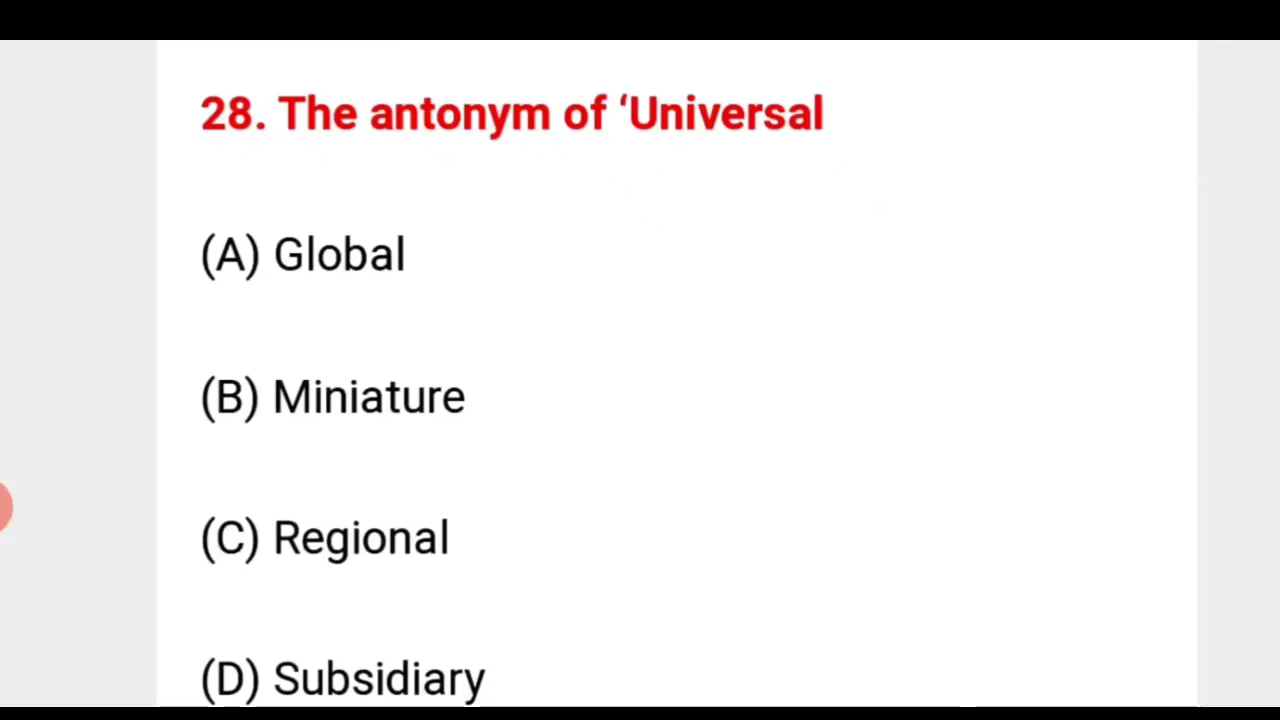 28. The antonym of ‘Universal
(A) Global
(B) Miniature
(C) Regional
(D) Subsidiary